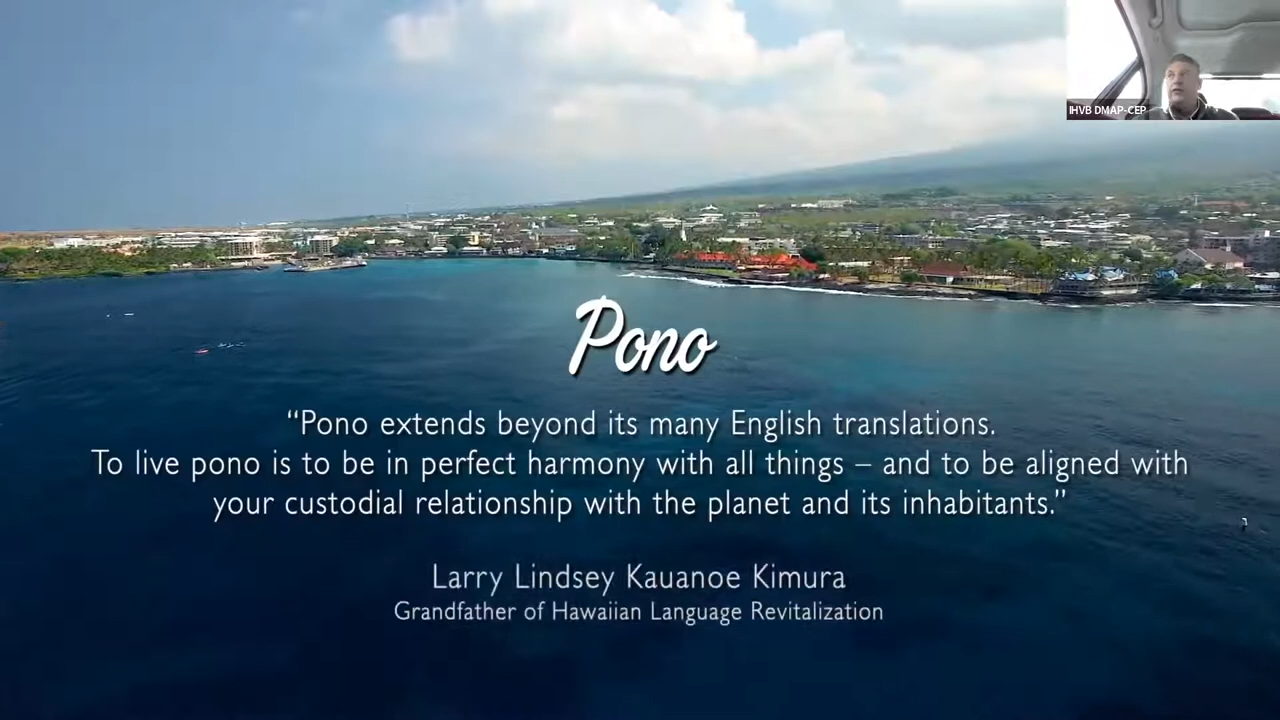 IHVB DMAP-CEP
Pono
“Pono extends beyond its many English translations.
To live pono is to be in perfect harmony with all things – and to be aligned with
your custodial relationship with the planet and its inhabitants.”
Larry Lindsey Kauanoe Kimura
Grandfather of Hawaiian Language Revitalization